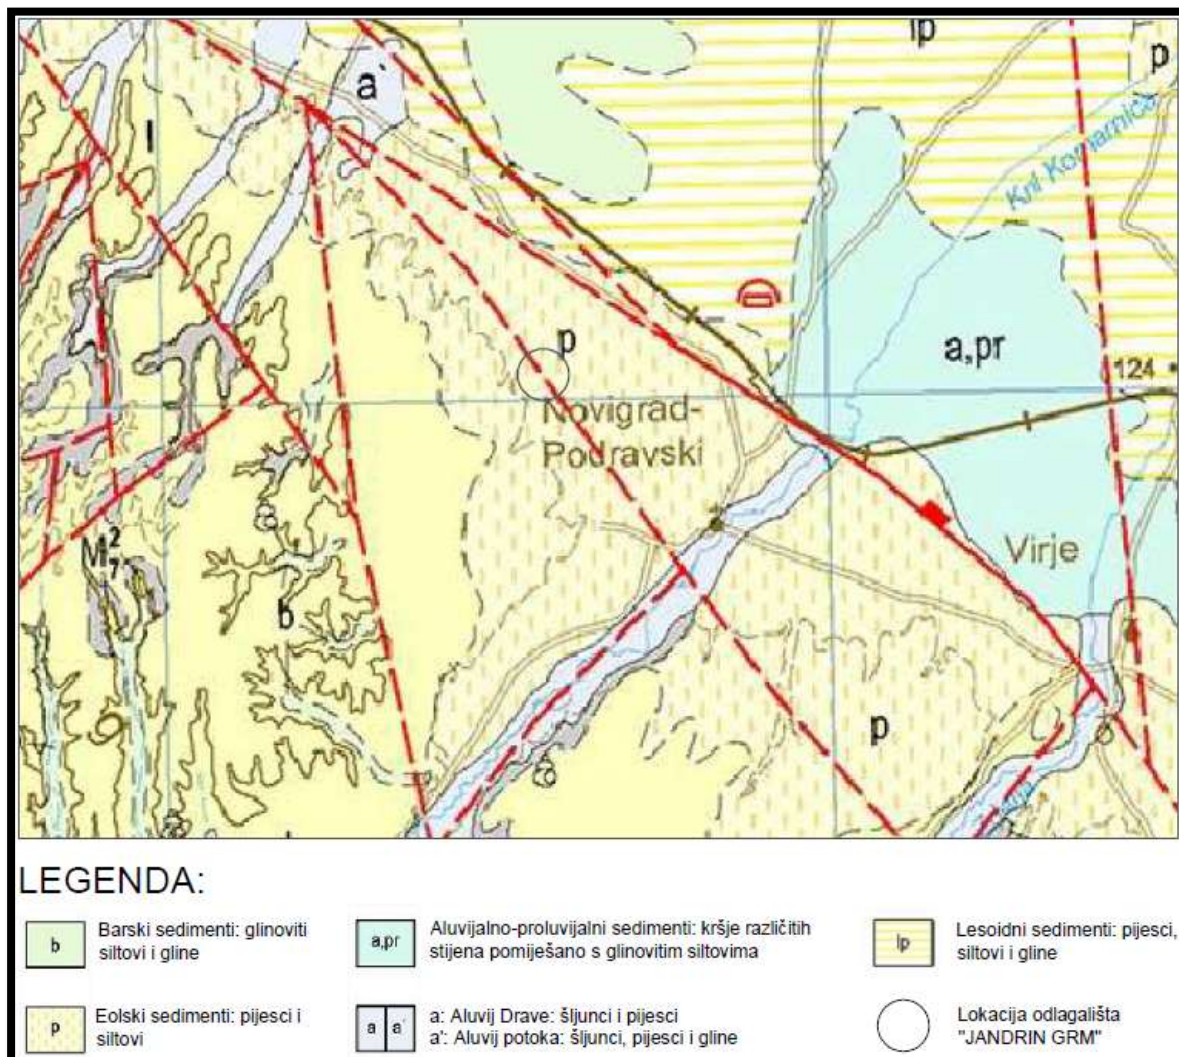 lp
p
a`
l
Knl Komarnica
a,pr
p
124
Novigrad-
Podravski
Virje
M²₇
b
p
LEGENDA:
b
Barski sedimenti: glinoviti
siltovi i gline
a,pr
Aluvijalno-proluvijalni sedimenti: kršje različitih
stijena pomiješano s glinovitim siltovima
lp
Lesoidni sedimenti: pijesci,
siltovi i gline
p
Eolski sedimenti: pijesci i
siltovi
a a`
a: Aluvij Drave: šljunci i pijesci
a': Aluvij potoka: šljunci, pijesci i gline
Lokacija odlagališta
"JANDRIN GRM"